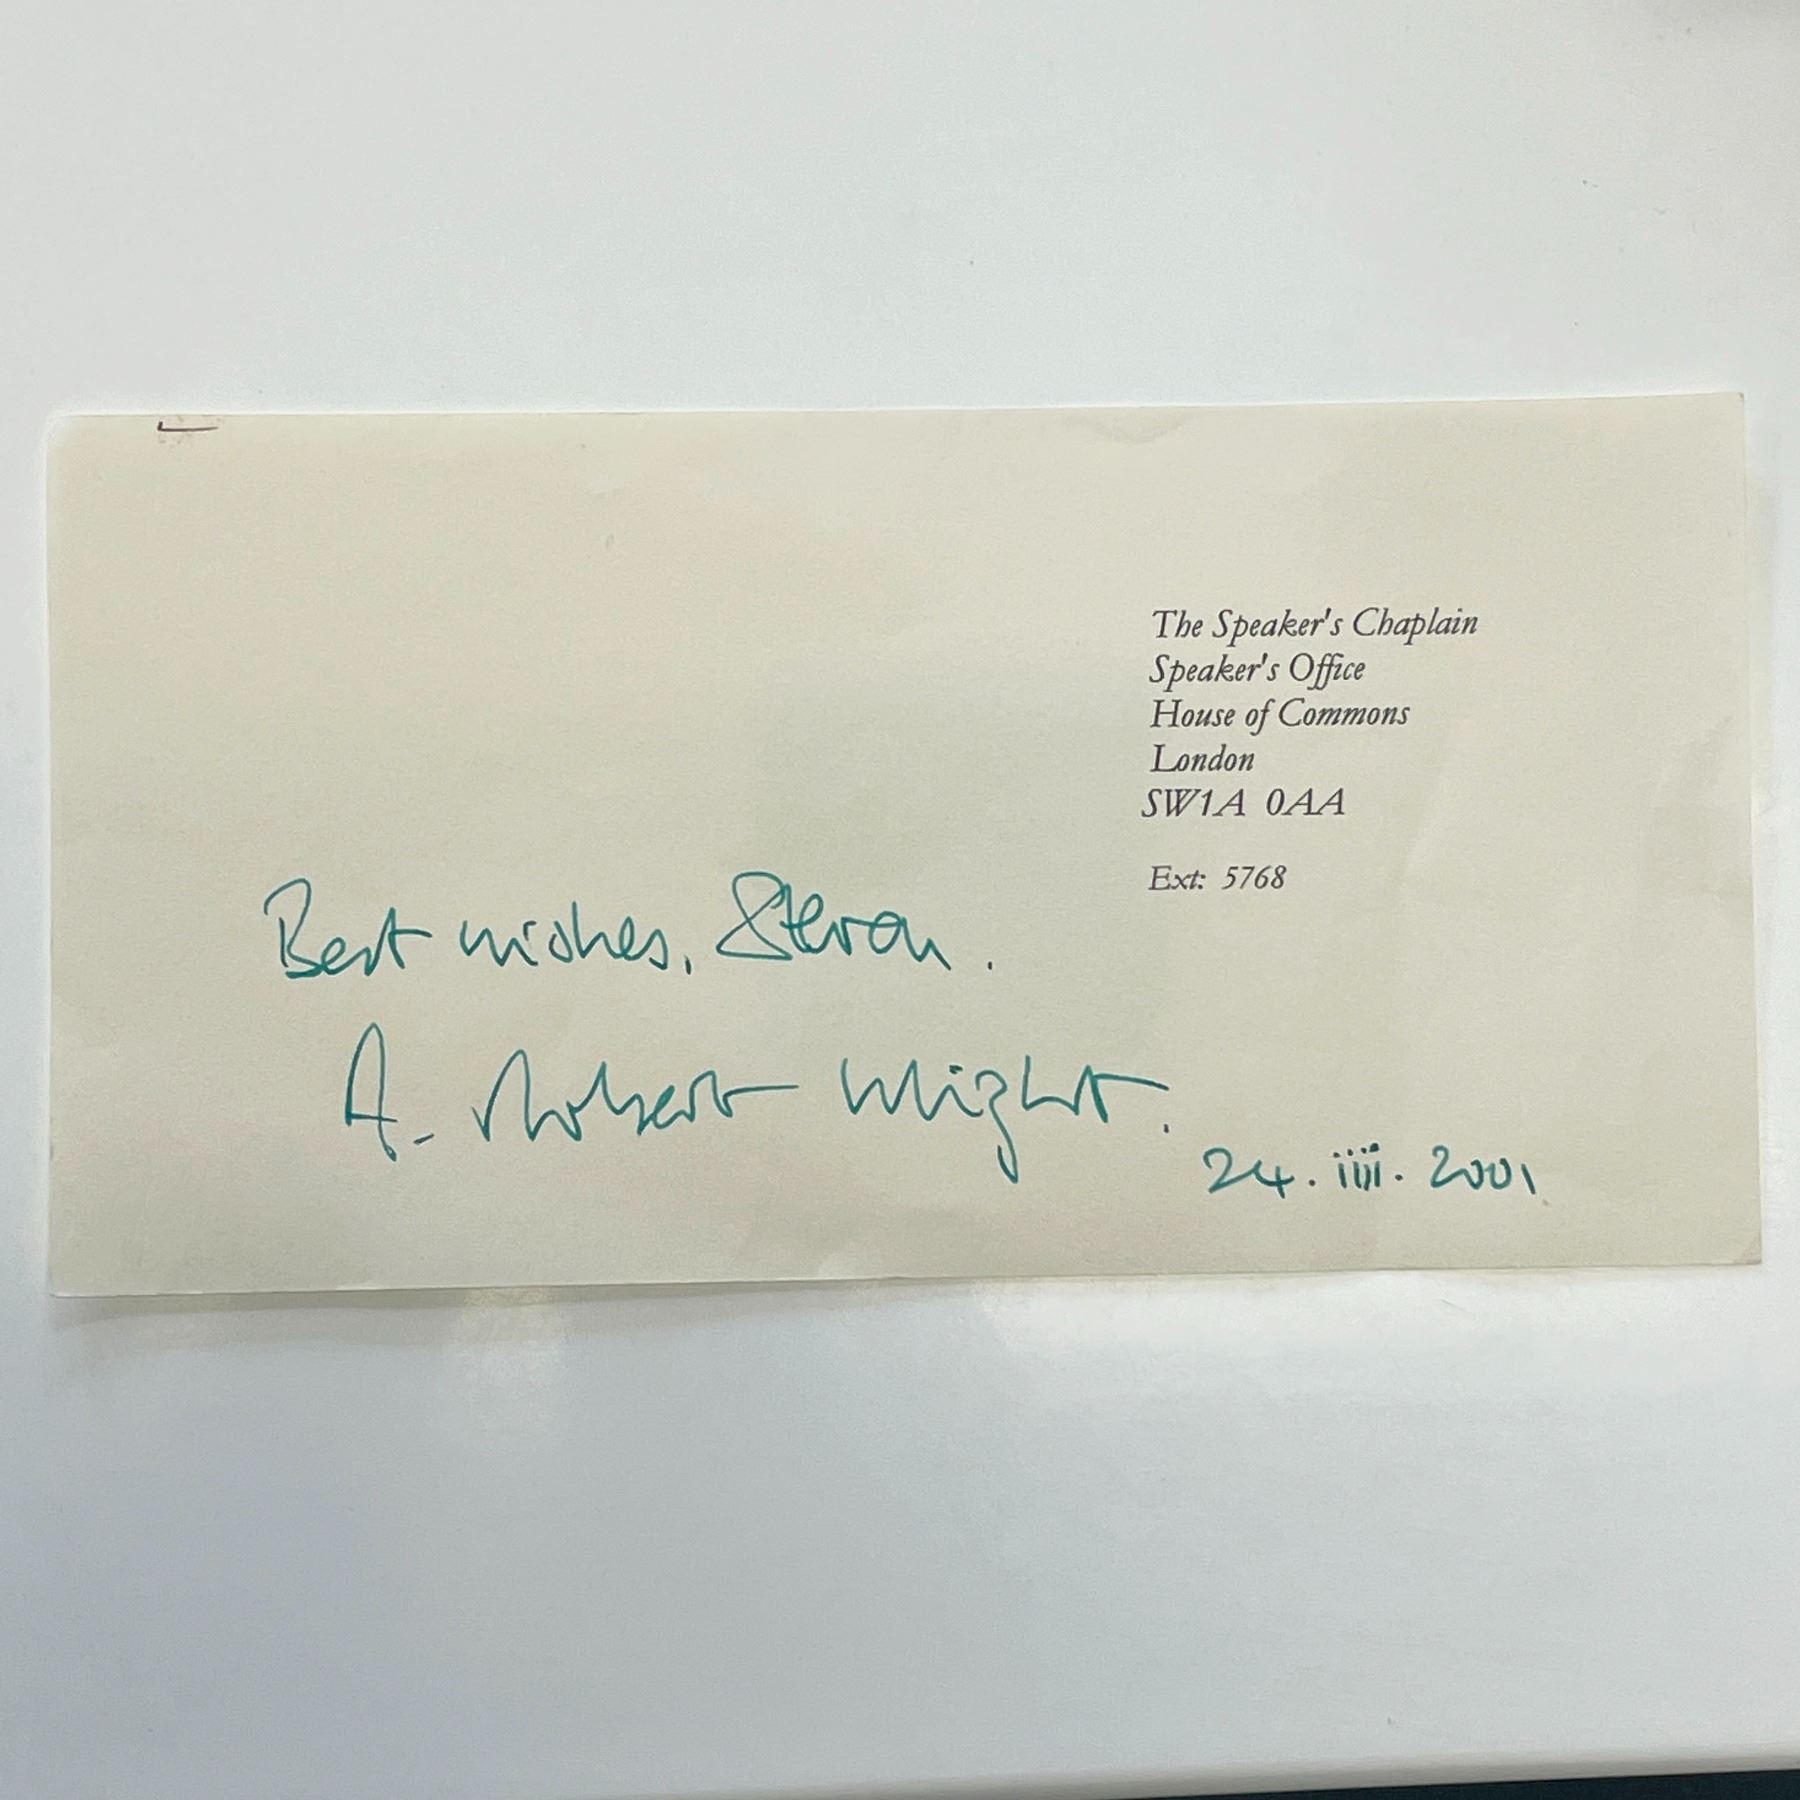 The Speaker's Chaplain
Speaker's Office
House of Commons
London
SW1A 0AA
Ext: 5768
Best wishes, Steven.
A. Robert Wright.
24.iiii.2001